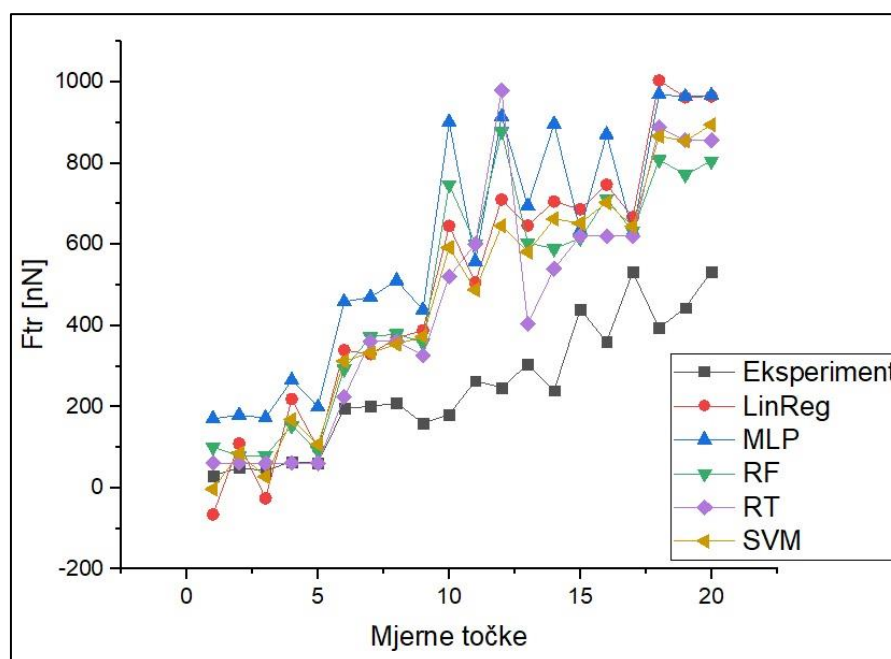 1000
800
600
400
200
0
-200
Ftr [nN]
0
5
10
15
20
Mjerne točke
Eksperiment
LinReg
MLP
RF
RT
SVM